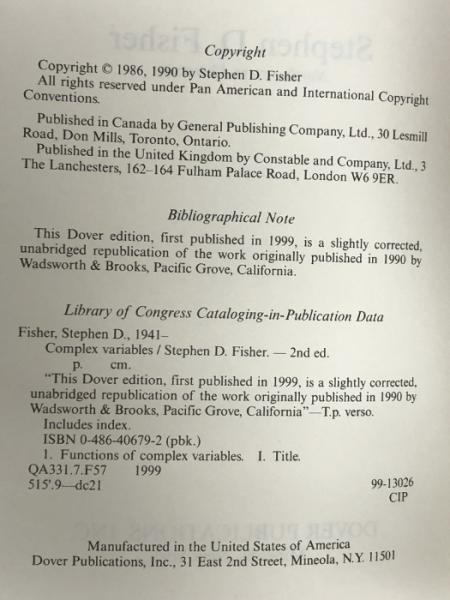 Copyright
Copyright © 1986, 1990 by Stephen D. Fisher
All rights reserved under Pan American and International Copyright
Conventions.
Published in Canada by General Publishing Company, Ltd., 30 Lesmill
Road, Don Mills, Toronto, Ontario.
Published in the United Kingdom by Constable and Company, Ltd., 3
The Lanchesters, 162–164 Fulham Palace Road, London W6 9ER.
Bibliographical Note
This Dover edition, first published in 1999, is a slightly corrected,
unabridged republication of the work originally published in 1990 by
Wadsworth & Brooks, Pacific Grove, California.
Library of Congress Cataloging-in-Publication Data
Fisher, Stephen D., 1941–
Complex variables / Stephen D. Fisher. — 2nd ed.
p. cm.
"This Dover edition, first published in 1999, is a slightly corrected,
unabridged republication of the work originally published in 1990 by
Wadsworth & Brooks, Pacific Grove, California"—T.p. verso.
Includes index.
ISBN 0-486-40679-2 (pbk.)
1. Functions of complex variables. I. Title.
QA331.7.F57 1999
515'.9—dc21 99-13026
CIP
Manufactured in the United States of America
Dover Publications, Inc., 31 East 2nd Street, Mineola, N.Y. 11501